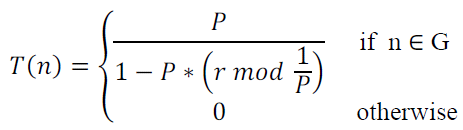 T(n) = { P / (1 − P * (r mod 1/P)) if n ∈ G
0 otherwise